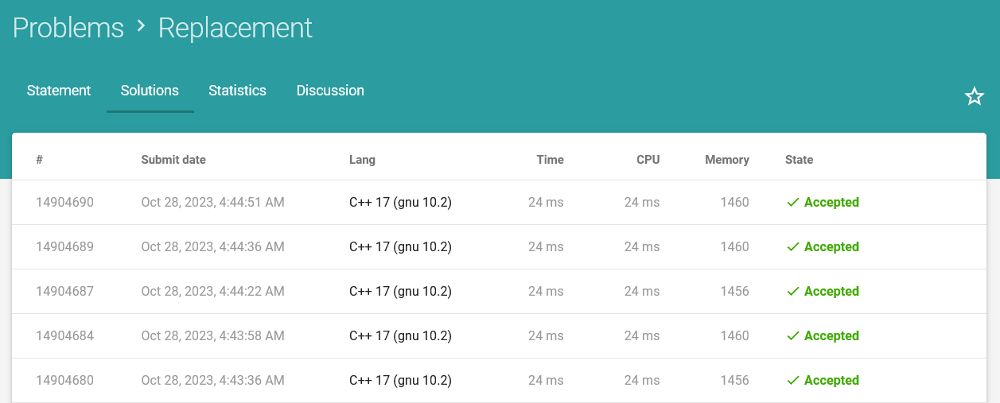 Problems > Replacement
Statement Solutions Statistics Discussion
# Submit date Lang Time CPU Memory State
14904690 Oct 28, 2023, 4:44:51 AM C++ 17 (gnu 10.2) 24 ms 24 ms 1460 Accepted
14904689 Oct 28, 2023, 4:44:36 AM C++ 17 (gnu 10.2) 24 ms 24 ms 1460 Accepted
14904687 Oct 28, 2023, 4:44:22 AM C++ 17 (gnu 10.2) 24 ms 24 ms 1456 Accepted
14904684 Oct 28, 2023, 4:43:58 AM C++ 17 (gnu 10.2) 24 ms 24 ms 1460 Accepted
14904680 Oct 28, 2023, 4:43:36 AM C++ 17 (gnu 10.2) 24 ms 24 ms 1456 Accepted